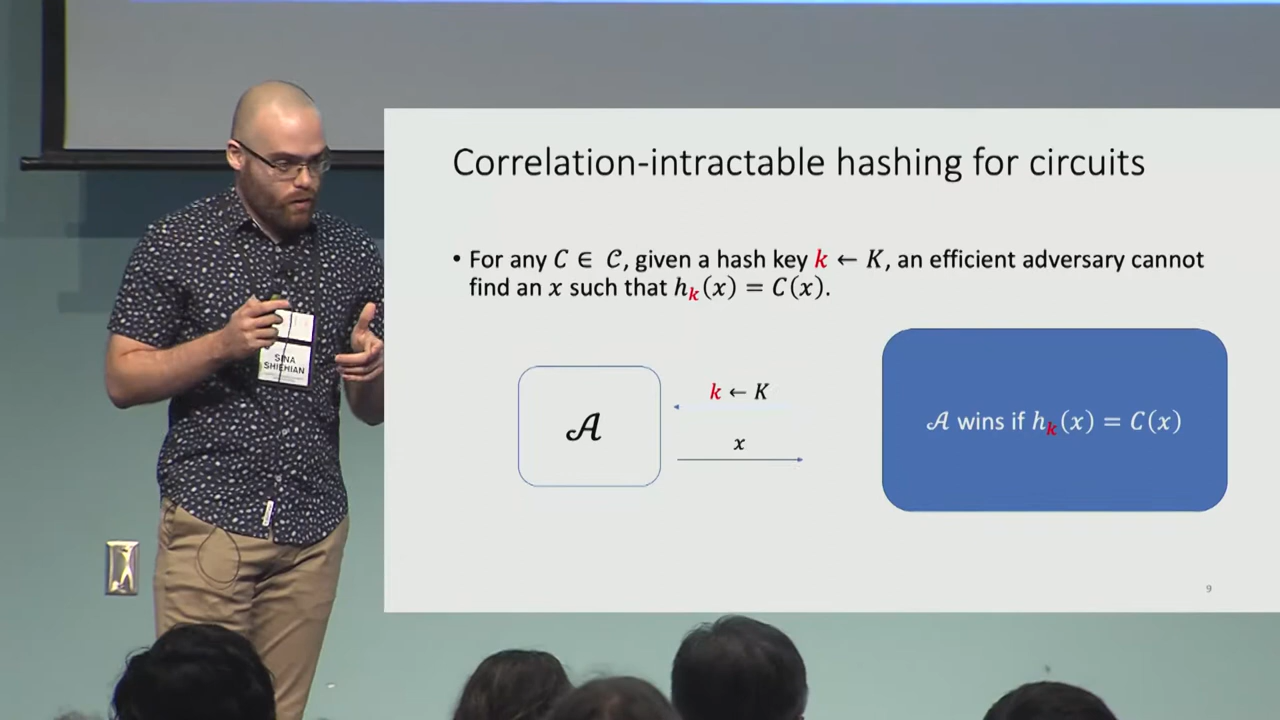 Correlation-intractable hashing for circuits
• For any C ∈ 𝒞, given a hash key k ← K, an efficient adversary cannot
find an x such that hₖ(x) = C(x).
k ← K
𝒜
x
𝒜 wins if hₖ(x) = C(x)
SINA
SHIEHIAN
9